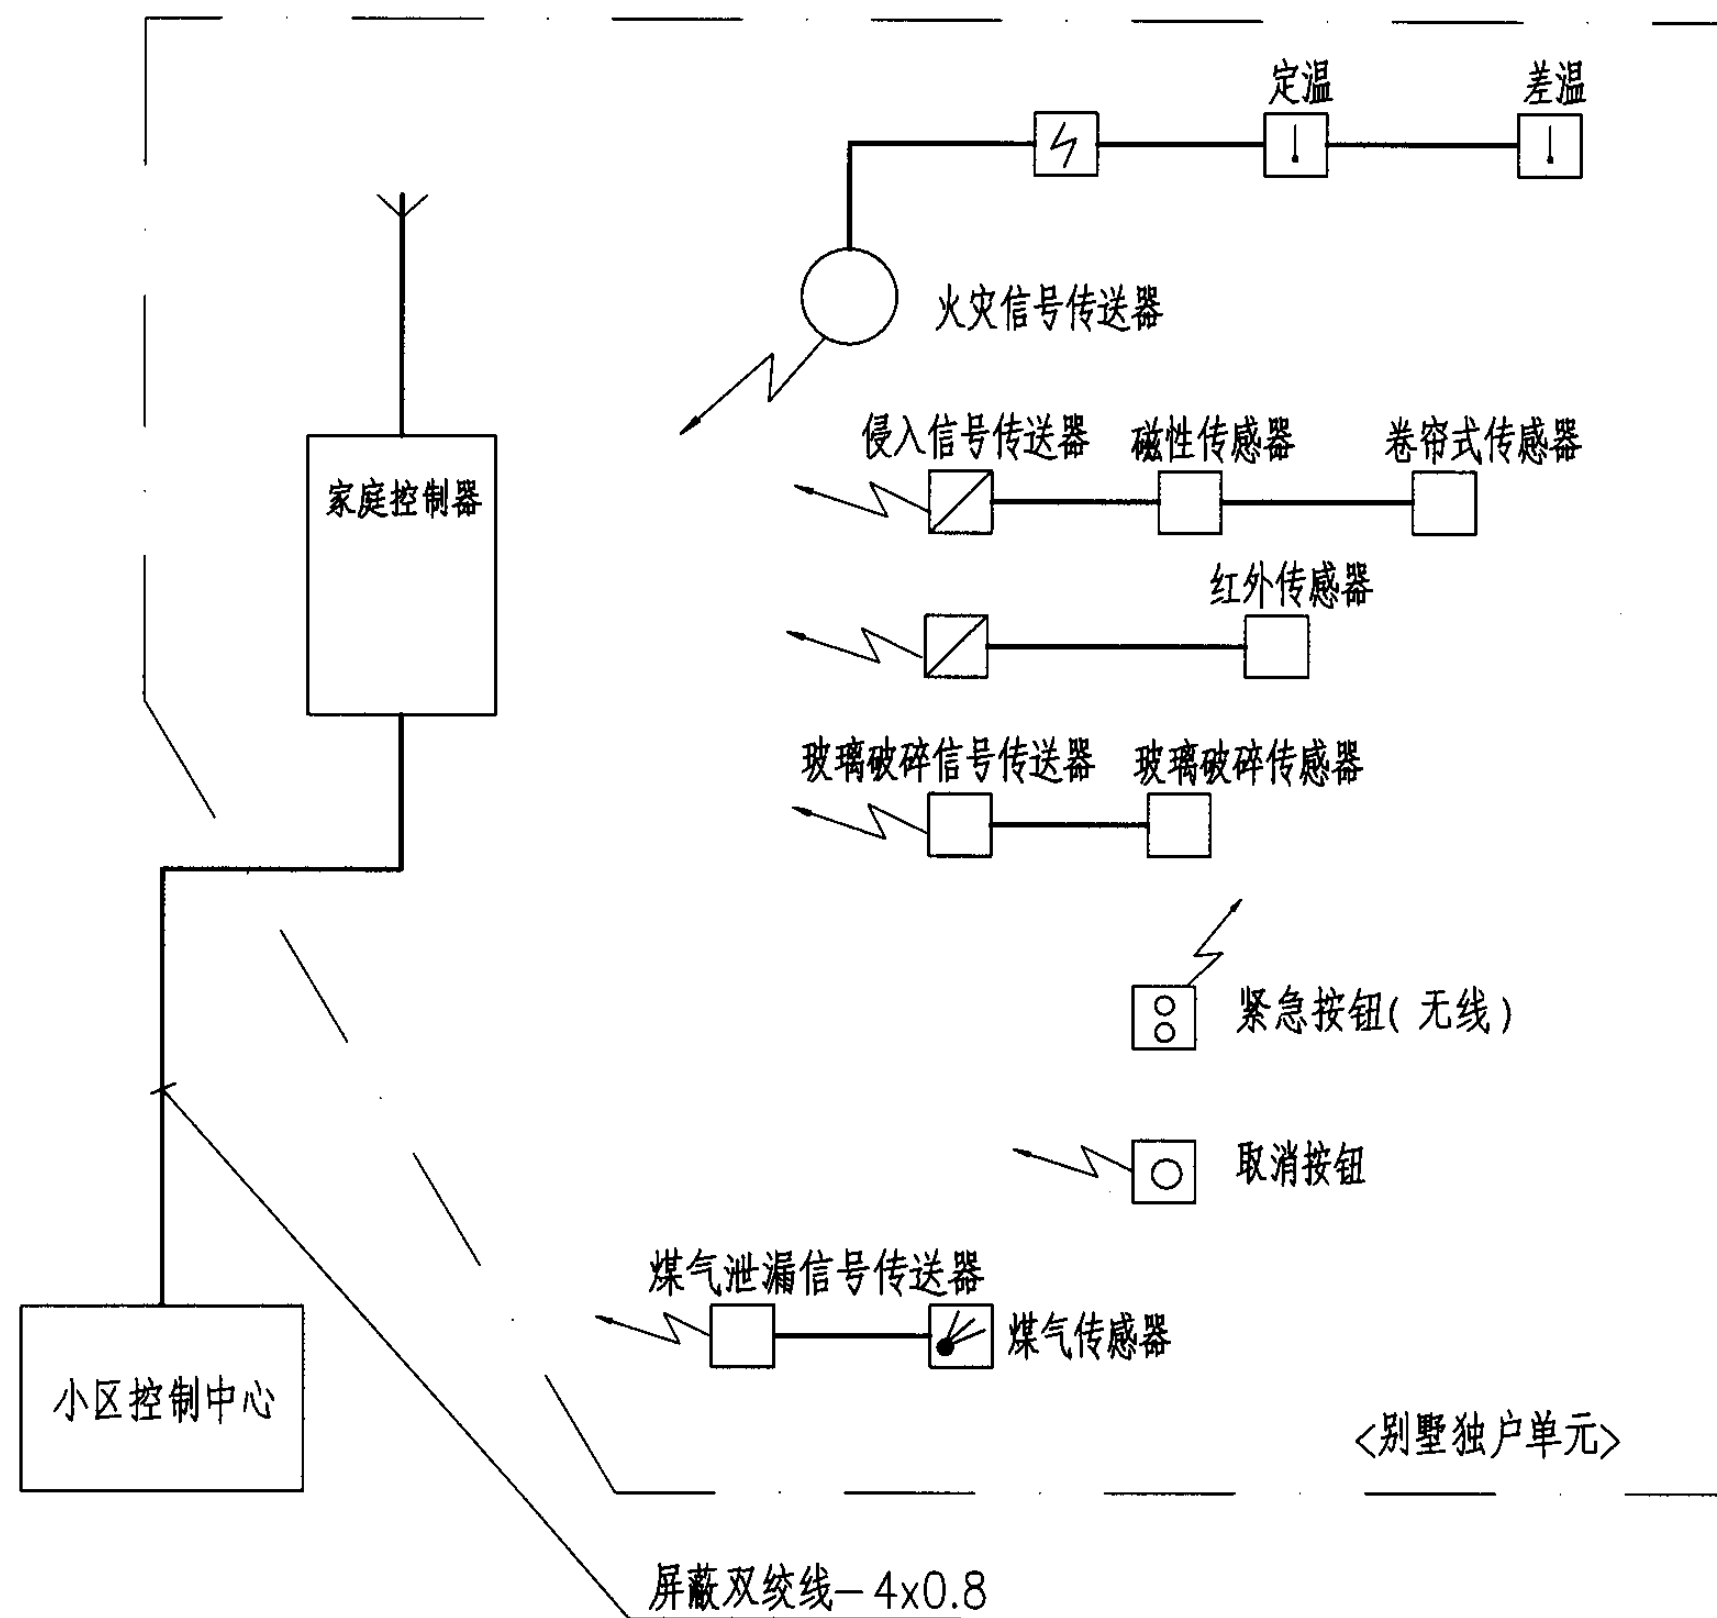 定温
差温
火灾信号传送器
侵入信号传送器
磁性传感器
卷帘式传感器
家庭控制器
红外传感器
玻璃破碎信号传送器
玻璃破碎传感器
紧急按钮(无线)
取消按钮
煤气泄漏信号传送器
煤气传感器
小区控制中心
<别墅独户单元>
屏蔽双绞线-4x0.8